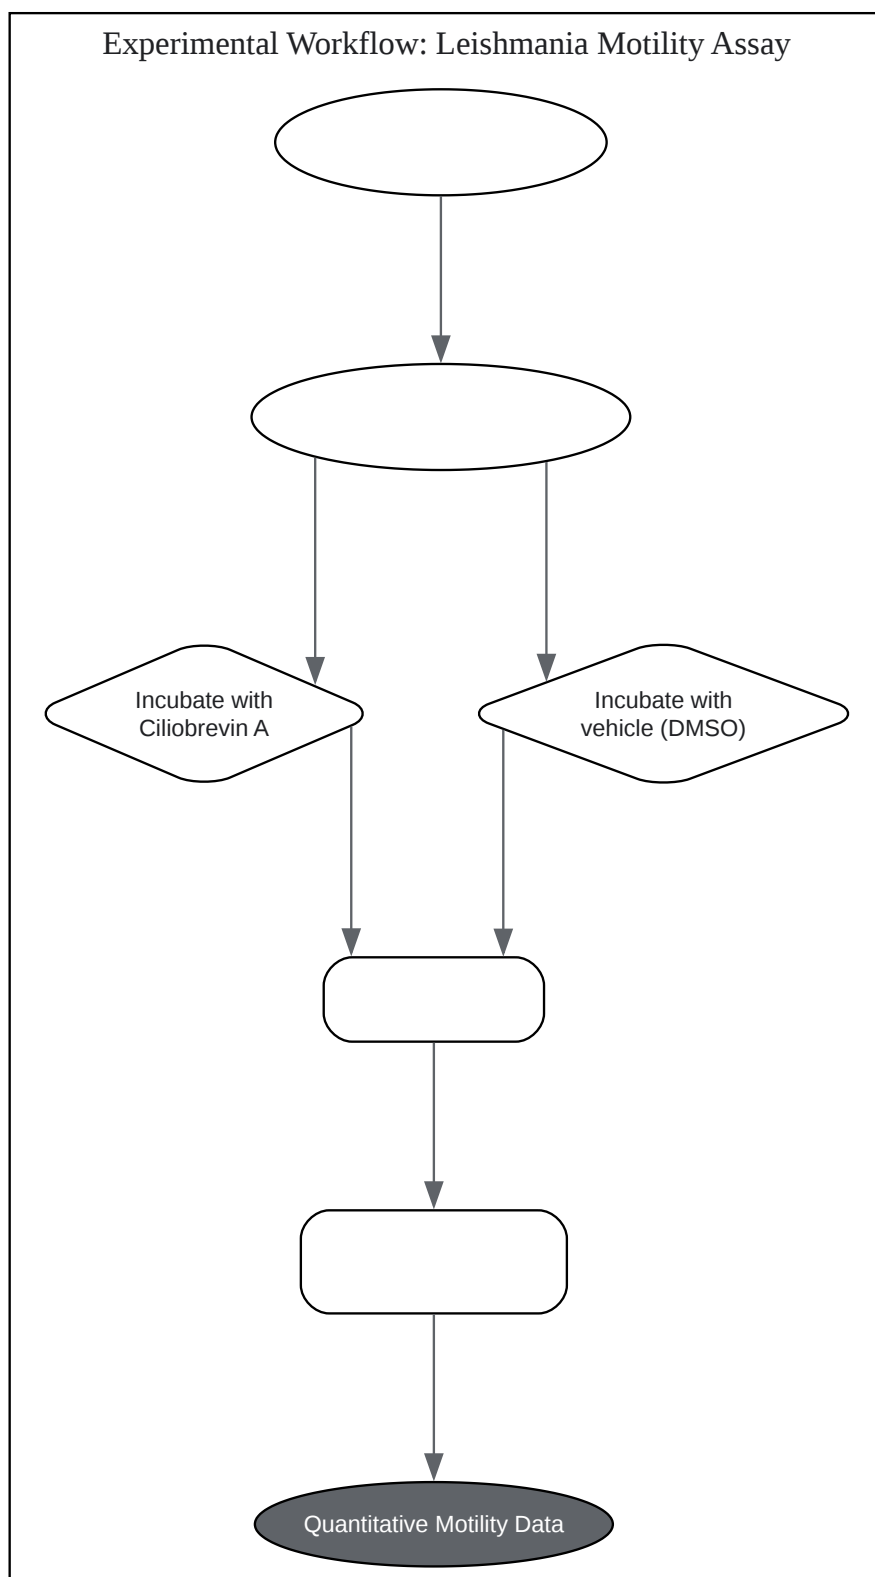 Experimental Workflow: Leishmania Motility Assay
Incubate with
Ciliobrevin A
Incubate with
vehicle (DMSO)
Quantitative Motility Data